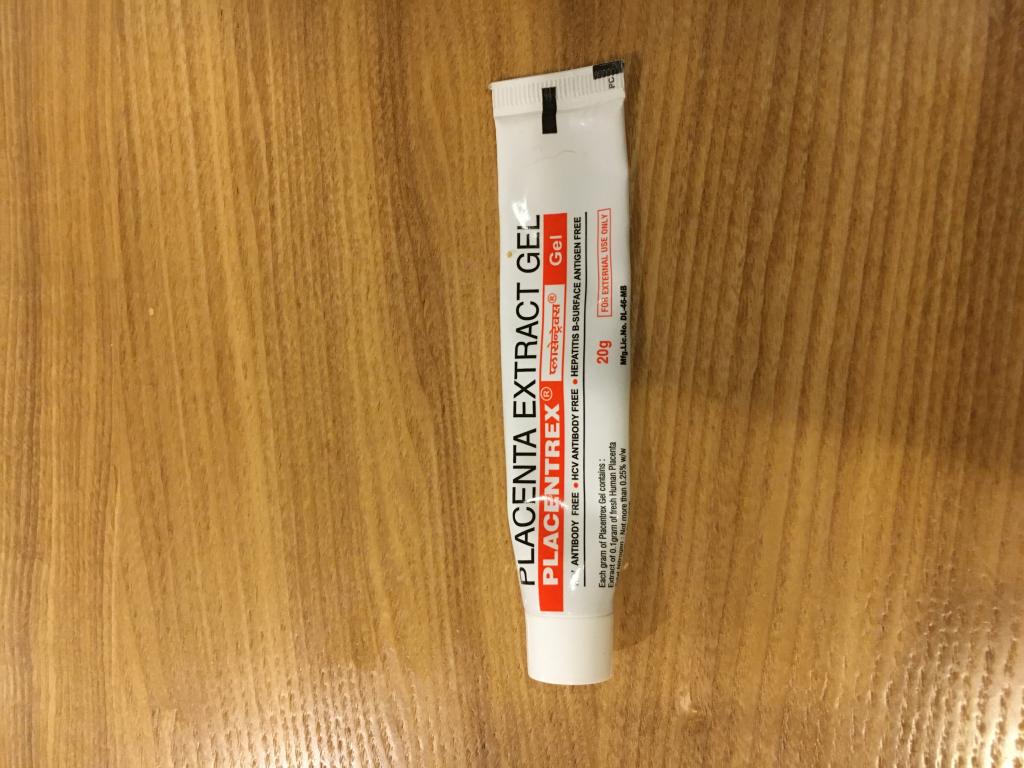 PLACENTA EXTRACT GEL
PLACENTREX® प्लासेन्ट्रेक्स® Gel
ANTIBODY FREE • HCV ANTIBODY FREE • HEPATITIS B-SURFACE ANTIGEN FREE
20g FOR EXTERNAL USE ONLY
Each gram of Placentrex Gel contains :
Extract of 0.1gram of fresh Human Placenta
Nitrogen : Not more than 0.25% w/w
Mfg.Lic.No. DL-46-MB